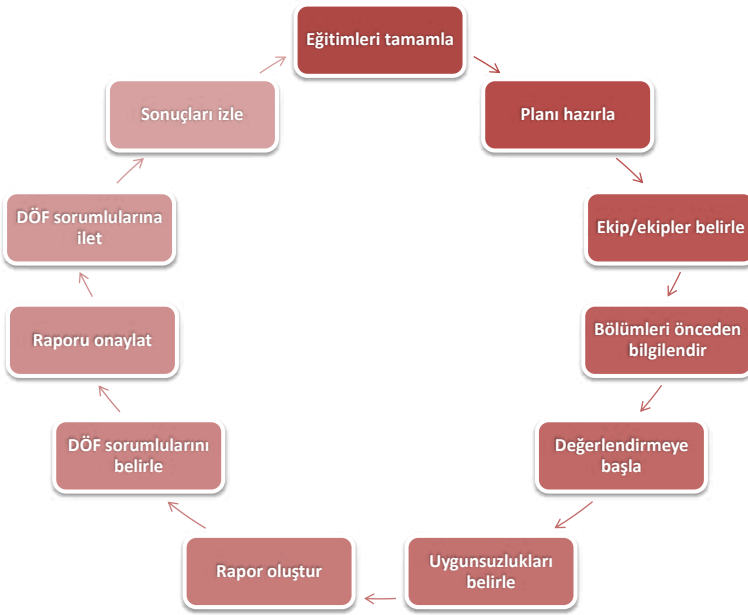 Eğitimleri tamamla
Planı hazırla
Ekip/ekipler belirle
Bölümleri önceden
bilgilendir
Değerlendirmeye
başla
Uygunsuzlukları
belirle
Rapor oluştur
DÖF sorumlularını
belirle
Raporu onaylat
DÖF sorumlularına
ilet
Sonuçları izle